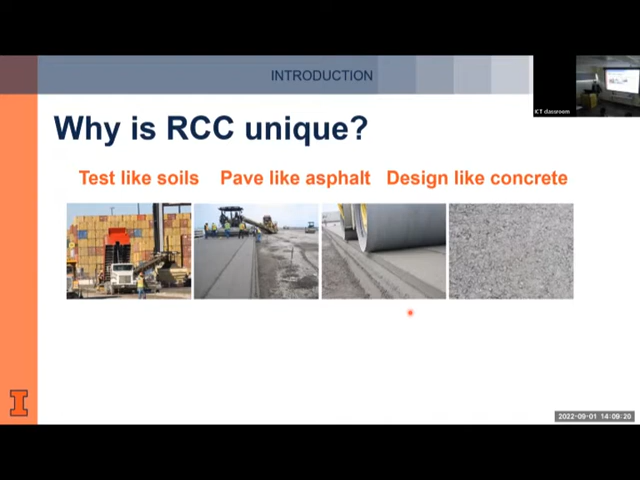 INTRODUCTION
ICT classroom
Why is RCC unique?
Test like soils Pave like asphalt Design like concrete
I
2022-09-01 14:09:20